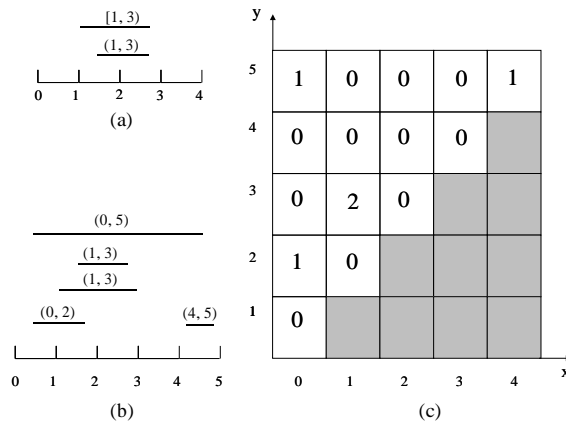 [1, 3)
(1, 3)
0 1 2 3 4
(a)
(0, 5)
(1, 3)
(1, 3)
(0, 2) (4, 5)
0 1 2 3 4 5
(b)
y
5 1 0 0 0 1
4 0 0 0 0
3 0 2 0
2 1 0
1 0
0 1 2 3 4
x
(c)